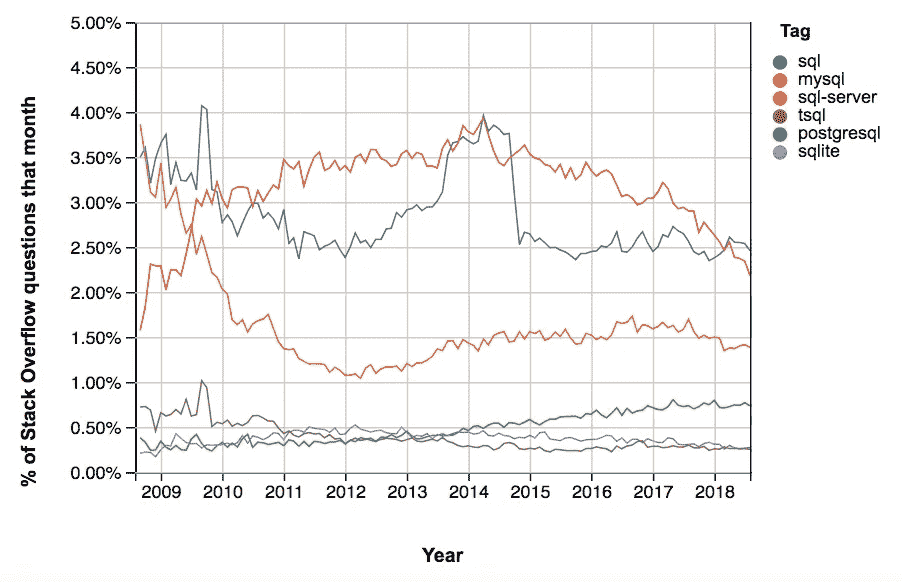 % of Stack Overflow questions that month
5.00%
4.50%
4.00%
3.50%
3.00%
2.50%
2.00%
1.50%
1.00%
0.50%
0.00%
2009 2010 2011 2012 2013 2014 2015 2016 2017 2018
Year
Tag
sql
mysql
sql-server
tsql
postgresql
sqlite